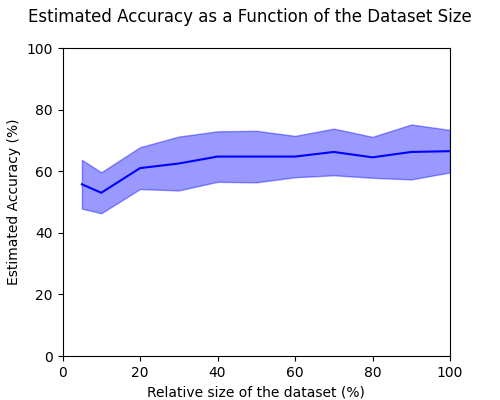 Estimated Accuracy as a Function of the Dataset Size
100
80
60
40
20
0
Estimated Accuracy (%)
0 20 40 60 80 100
Relative size of the dataset (%)